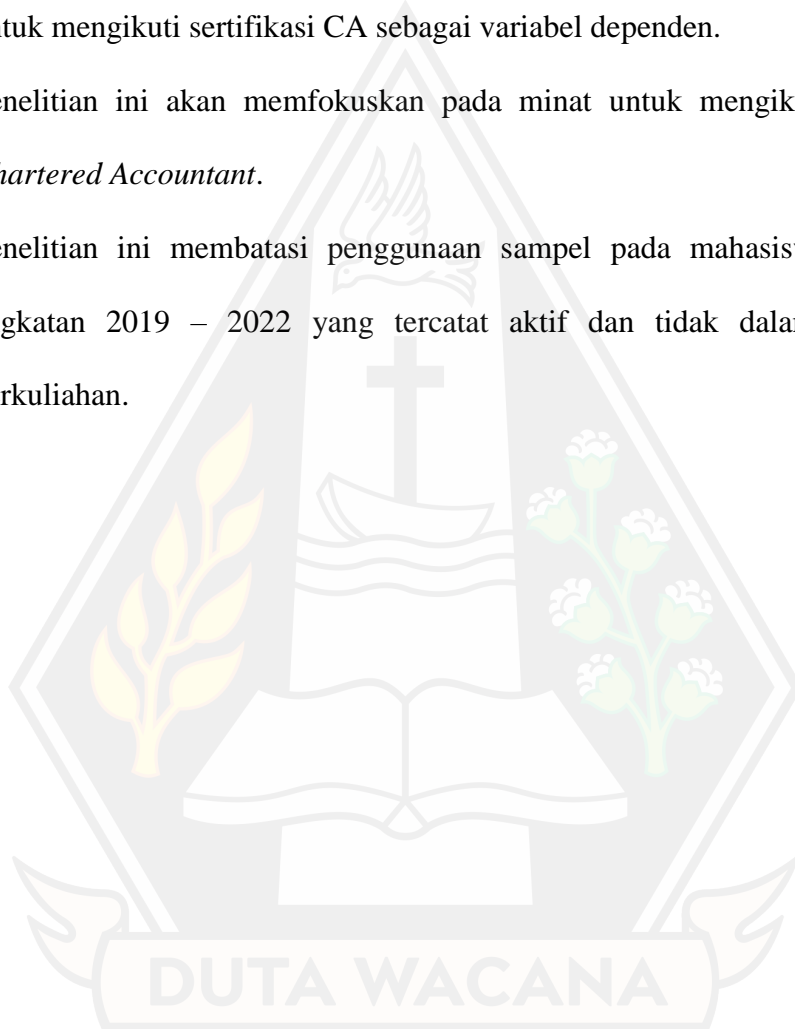 ntuk mengikuti sertifikasi CA sebagai variabel dependen.
enelitian ini akan memfokuskan pada minat untuk mengik
hartered Accountant.
enelitian ini membatasi penggunaan sampel pada mahasis
gkatan 2019 – 2022 yang tercatat aktif dan tidak dalam
rkuliahan.
DUTA WACANA